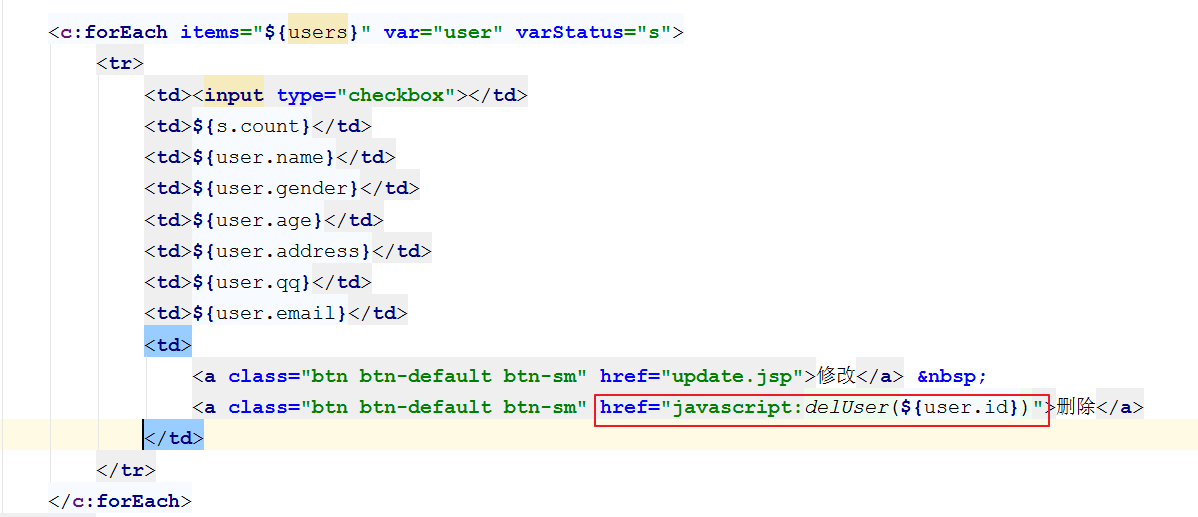 <c:forEach items="${users}" var="user" varStatus="s">
<tr>
<td><input type="checkbox"></td>
<td>${s.count}</td>
<td>${user.name}</td>
<td>${user.gender}</td>
<td>${user.age}</td>
<td>${user.address}</td>
<td>${user.qq}</td>
<td>${user.email}</td>
<td>
<a class="btn btn-default btn-sm" href="update.jsp">修改</a> &nbsp;
<a class="btn btn-default btn-sm" href="javascript:delUser(${user.id})">删除</a>
</td>
</tr>
</c:forEach>